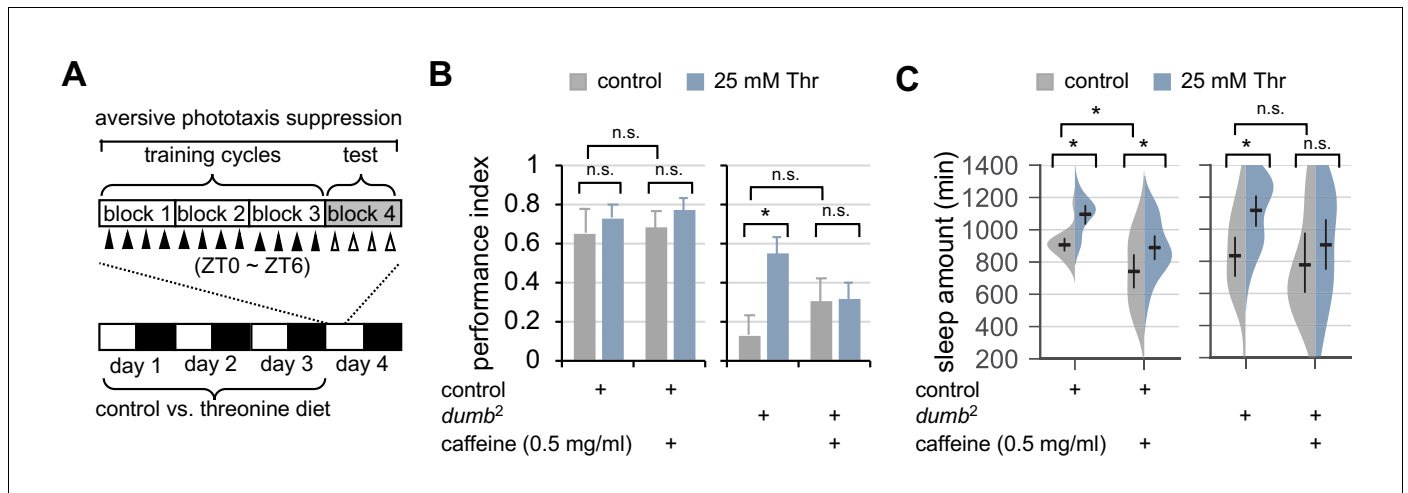 A
aversive phototaxis suppression
training cycles test
block 1 block 2 block 3 block 4
(ZT0 ~ ZT6)
day 1 day 2 day 3 day 4
control vs. threonine diet
B
control 25 mM Thr
performance index
1
0.8
0.6
0.4
0.2
0
n.s.
n.s. n.s.
n.s.
* n.s.
control + +
dumb² + +
caffeine (0.5 mg/ml) + +
C
control 25 mM Thr
sleep amount (min)
1400
1200
1000
800
600
400
200
*
* *
n.s.
* n.s.
control + +
dumb² + +
caffeine (0.5 mg/ml) + +